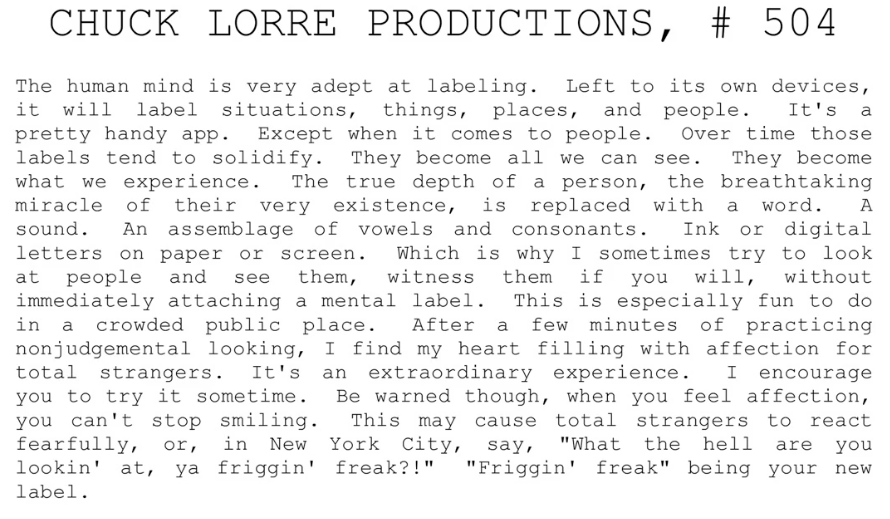 CHUCK LORRE PRODUCTIONS, # 504
The human mind is very adept at labeling. Left to its own devices,
it will label situations, things, places, and people. It's a
pretty handy app. Except when it comes to people. Over time those
labels tend to solidify. They become all we can see. They become
what we experience. The true depth of a person, the breathtaking
miracle of their very existence, is replaced with a word. A
sound. An assemblage of vowels and consonants. Ink or digital
letters on paper or screen. Which is why I sometimes try to look
at people and see them, witness them if you will, without
immediately attaching a mental label. This is especially fun to do
in a crowded public place. After a few minutes of practicing
nonjudgemental looking, I find my heart filling with affection for
total strangers. It's an extraordinary experience. I encourage
you to try it sometime. Be warned though, when you feel affection,
you can't stop smiling. This may cause total strangers to react
fearfully, or, in New York City, say, "What the hell are you
lookin' at, ya friggin' freak?!" "Friggin' freak" being your new
label.